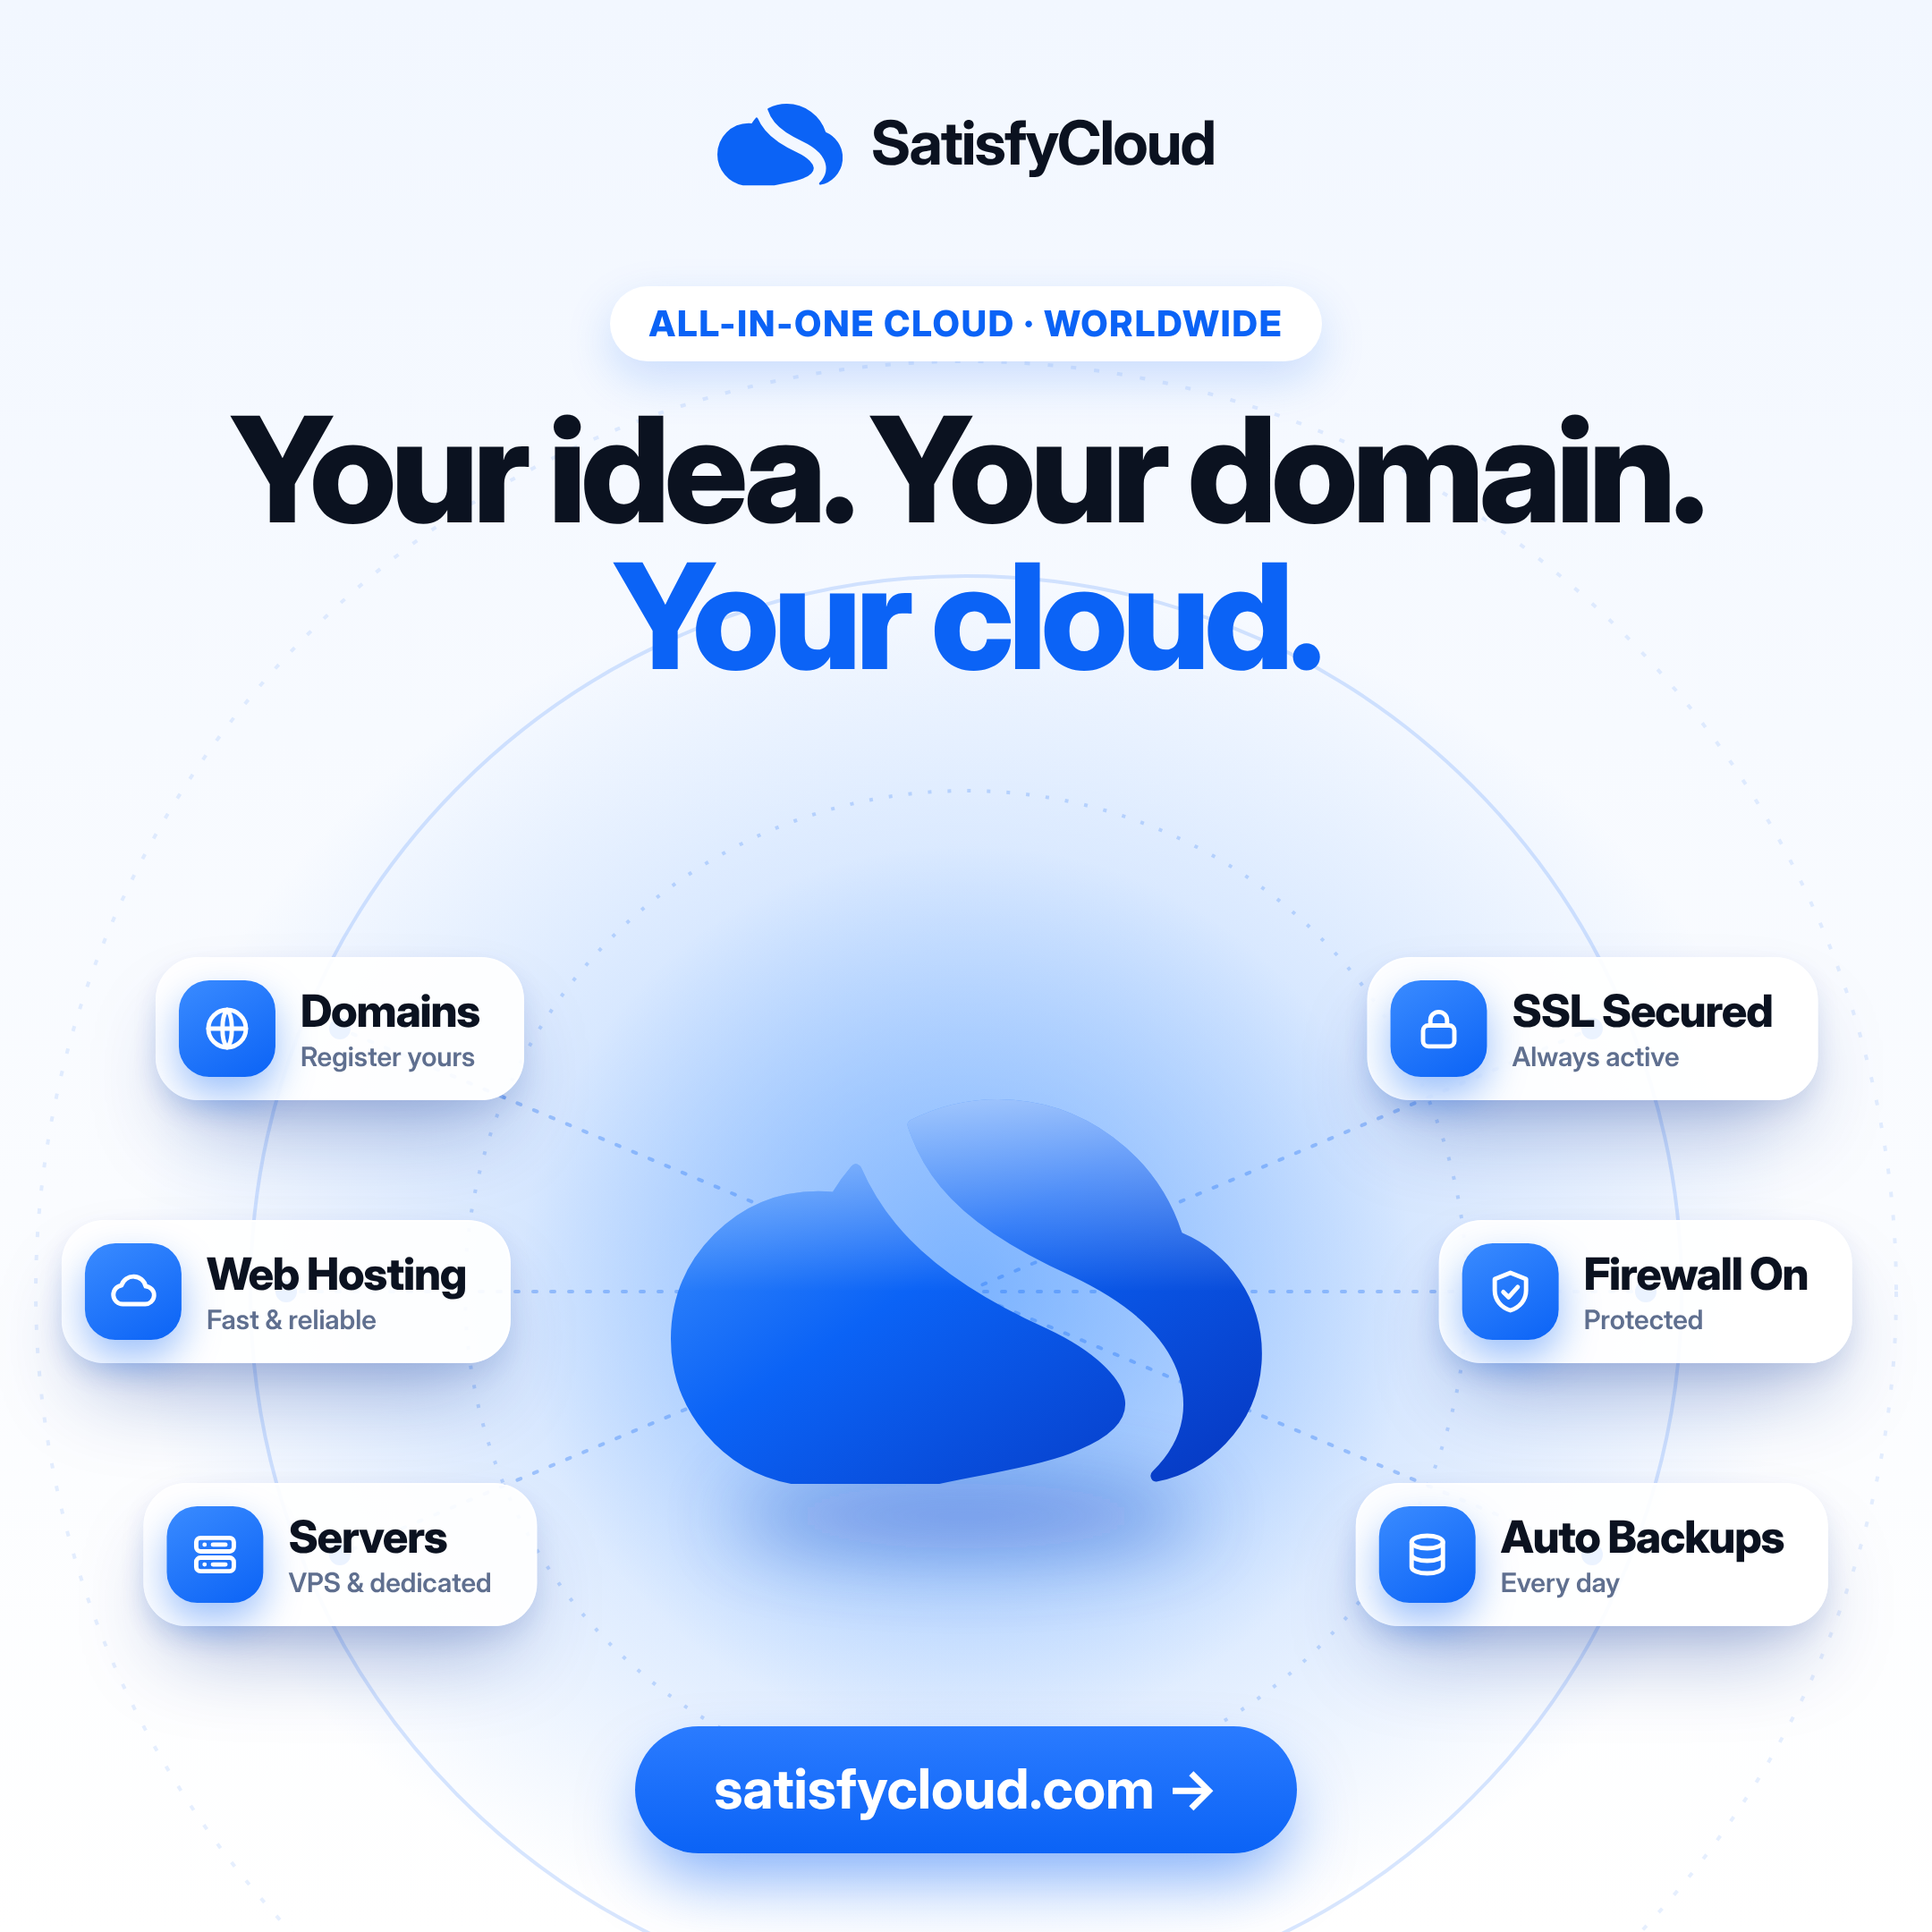 SatisfyCloud
ALL-IN-ONE CLOUD · WORLDWIDE
Your idea. Your domain.
Your cloud.
Domains
Register yours
SSL Secured
Always active
Web Hosting
Fast & reliable
Firewall On
Protected
Servers
VPS & dedicated
Auto Backups
Every day
satisfycloud.com →